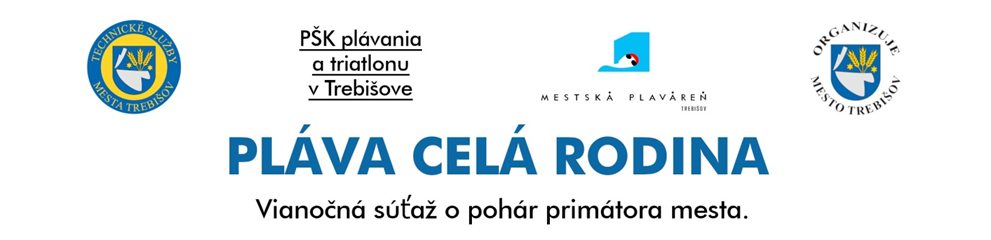 TECHNICKÉ SLUŽBY
MESTA TREBIŠOV
PŠK plávania
a triatlonu
v Trebišove
MESTSKÁ PLAVÁREŇ
TREBIŠOV
ORGANIZUJE
MESTO TREBIŠOV
PLÁVA CELÁ RODINA
Vianočná súťaž o pohár primátora mesta.